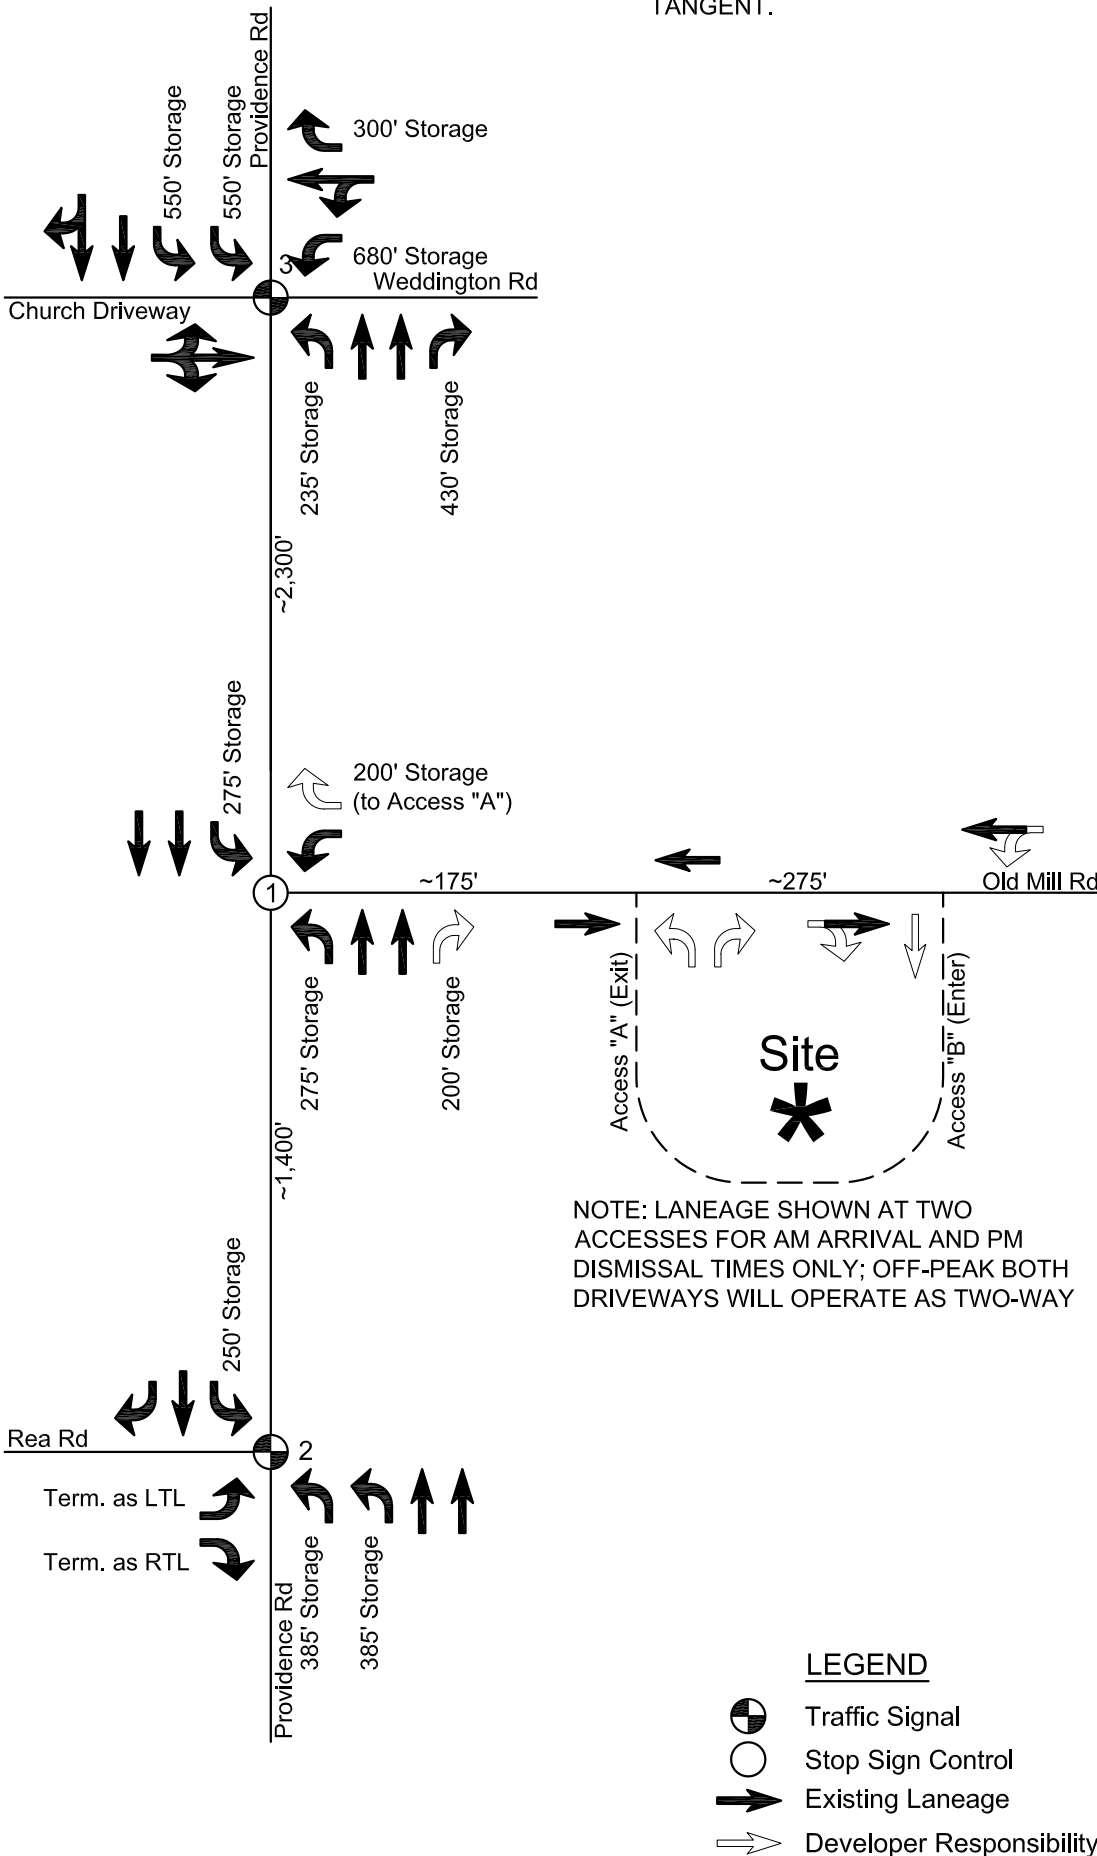 TANGENT.
Providence Rd
550' Storage
550' Storage
300' Storage
680' Storage
3
Weddington Rd
Church Driveway
235' Storage
430' Storage
~2,300'
275' Storage
200' Storage
(to Access "A")
1
~175'
~275'
Old Mill Rd
275' Storage
200' Storage
Access "A" (Exit)
Access "B" (Enter)
Site
*
~1,400'
NOTE: LANEAGE SHOWN AT TWO
ACCESSES FOR AM ARRIVAL AND PM
DISMISSAL TIMES ONLY; OFF-PEAK BOTH
DRIVEWAYS WILL OPERATE AS TWO-WAY
250' Storage
Rea Rd
2
Term. as LTL
Term. as RTL
385' Storage
385' Storage
Providence Rd
LEGEND
Traffic Signal
Stop Sign Control
Existing Laneage
Developer Responsibility